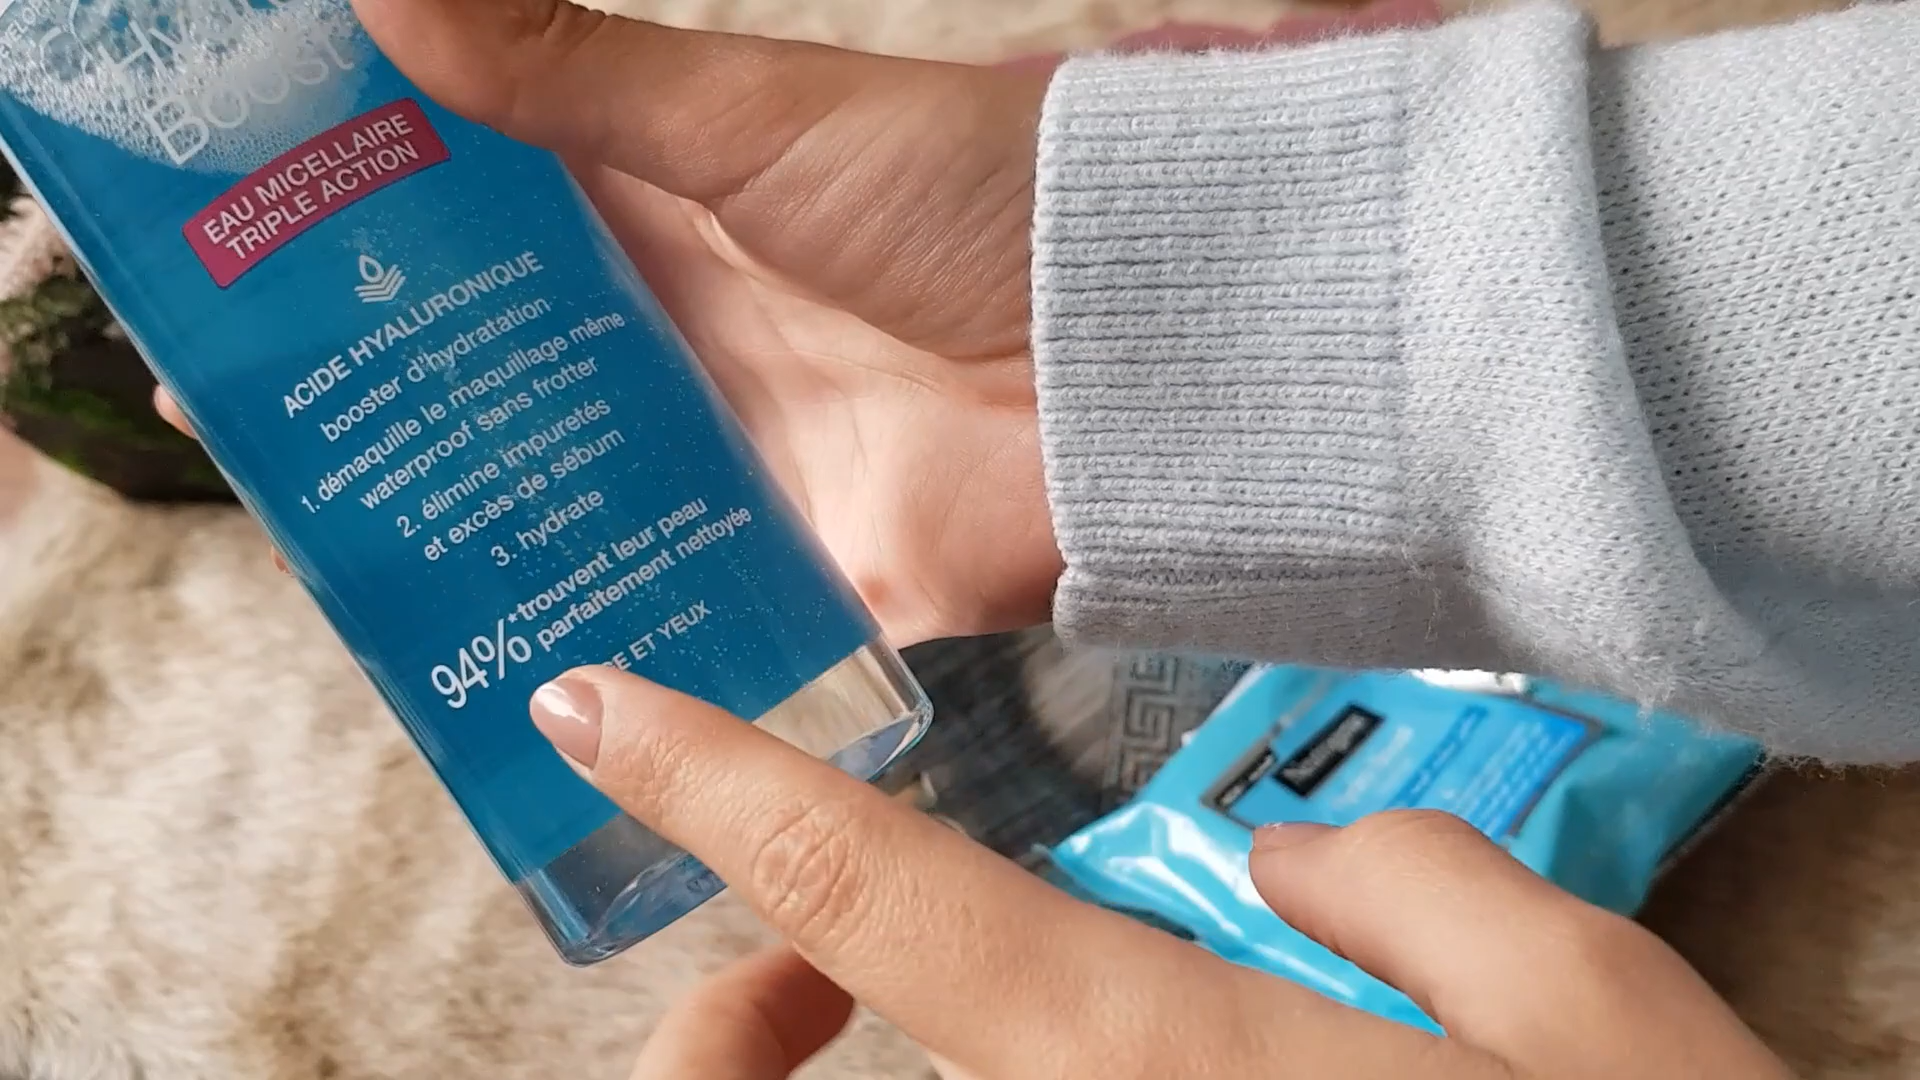 Boost
EAU MICELLAIRE
TRIPLE ACTION
ACIDE HYALURONIQUE
booster d'hydratation
1. démaquille le maquillage même
waterproof sans frotter
2. élimine impuretés
et excès de sébum
3. hydrate
94%*trouvent leur peau
parfaitement nettoyée
ET YEUX
Neutrogena